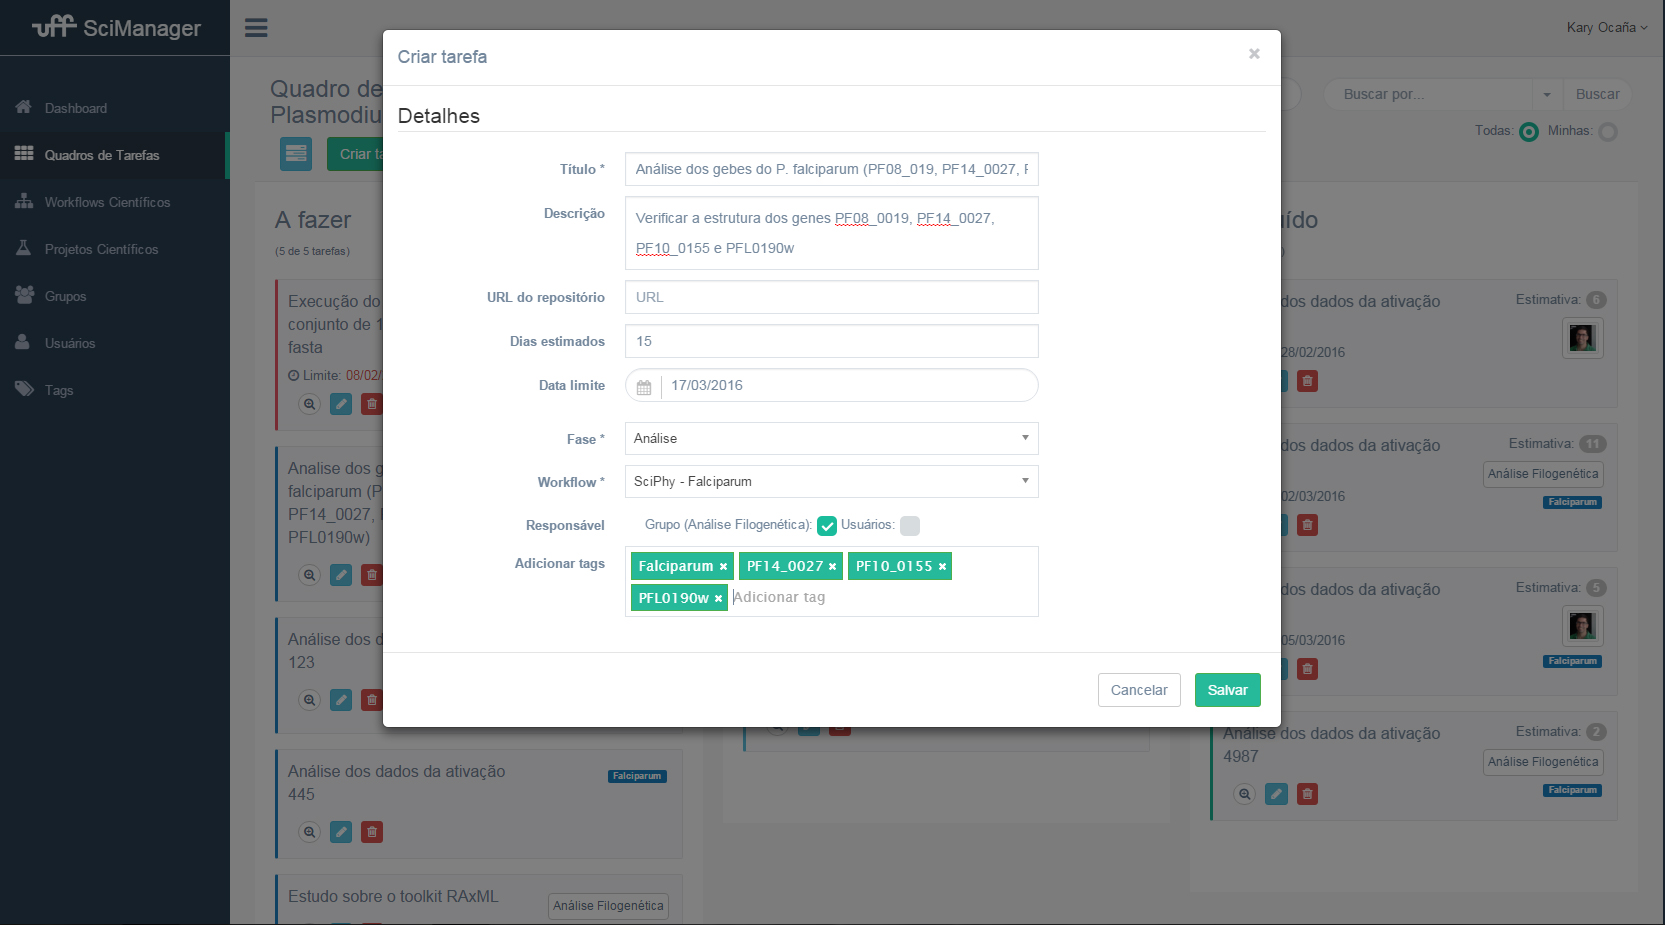 uff SciManager
Kary Ocaña
Dashboard
Quadros de Tarefas
Workflows Científicos
Projetos Científicos
Grupos
Usuários
Tags
Quadro de
Plasmodiu
Criar ta
Buscar por...
Buscar
Todas:
Minhas:
A fazer
(5 de 5 tarefas)
Execução do
conjunto de 1
fasta
Limite: 08/02/
Analise dos g
falciparum (P
PF14_0027,
PFL0190w)
Análise dos d
123
Análise dos dados da ativação
445
Falciparum
Estudo sobre o toolkit RAxML
Análise Filogenética
Criar tarefa
×
Detalhes
Título *
Análise dos gebes do P. falciparum (PF08_019, PF14_0027, F
Descrição
Verificar a estrutura dos genes PF08_0019, PF14_0027,
PF10_0155 e PFL0190w
URL do repositório
URL
Dias estimados
15
Data limite
17/03/2016
Fase *
Análise
Workflow *
SciPhy - Falciparum
Responsável
Grupo (Análise Filogenética):
Usuários:
Adicionar tags
Falciparum × PF14_0027 × PF10_0155 ×
PFL0190w × Adicionar tag
Cancelar
Salvar
uído
)
dos dados da ativação
Estimativa: 6
28/02/2016
dos dados da ativação
Estimativa: 11
Análise Filogenética
02/03/2016
Falciparum
dos dados da ativação
Estimativa: 5
05/03/2016
Falciparum
Análise dos dados da ativação
4987
Estimativa: 2
Análise Filogenética
Falciparum